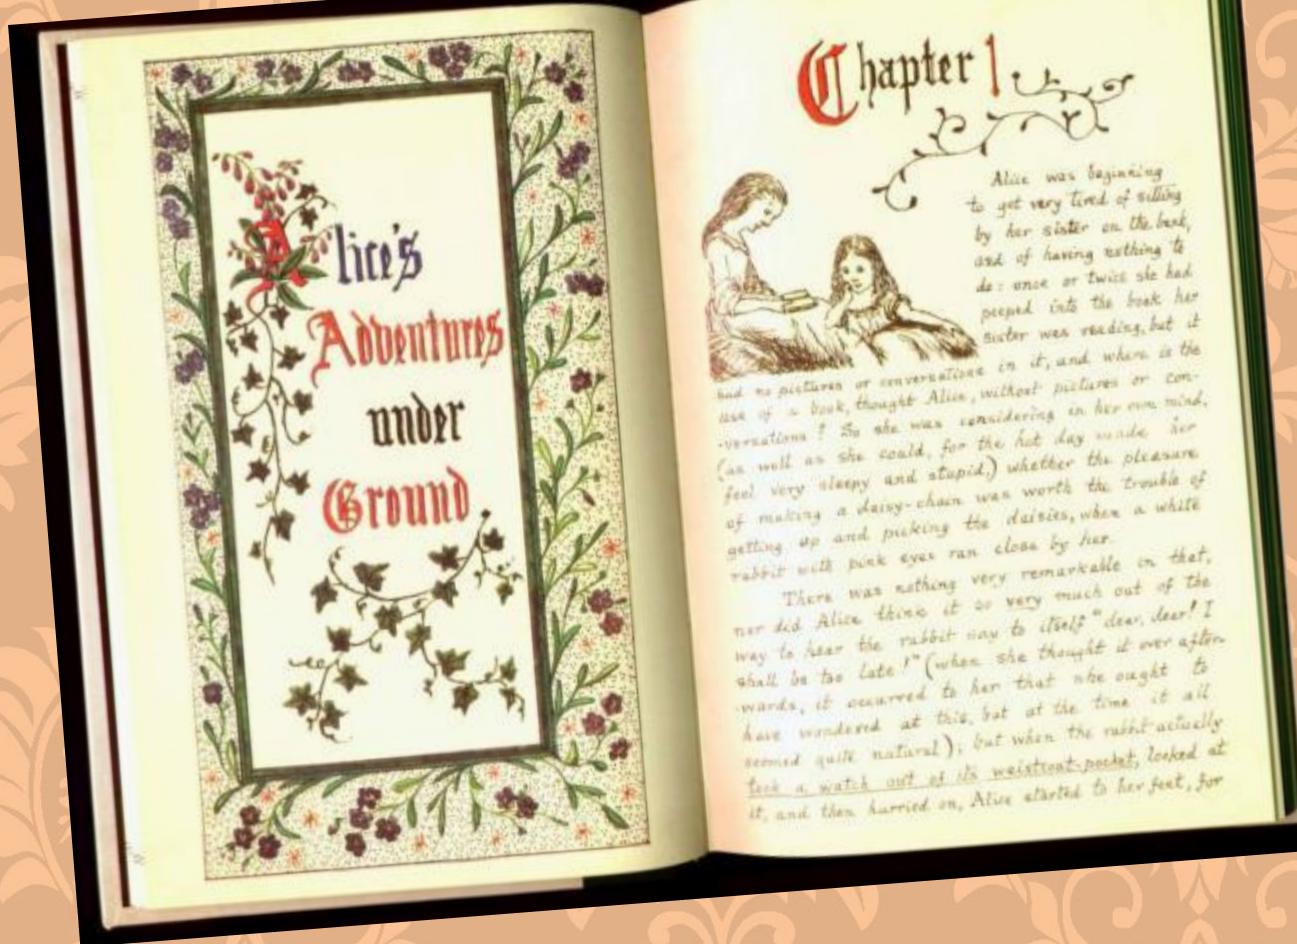 Alice's
Adventures
under
Ground
Chapter 1
Alice was beginning
to get very tired of sitting
by her sister on the bank,
and of having nothing to
do: once or twice she had
peeped into the book her
sister was reading, but it
had no pictures or conversations in it, and where is the
use of a book, thought Alice, without pictures or con-
-versations? So she was considering in her own mind,
(as well as she could, for the hot day made her
feel very sleepy and stupid,) whether the pleasure
of making a daisy-chain was worth the trouble of
getting up and picking the daisies, when a white
rabbit with pink eyes ran close by her.
There was nothing very remarkable in that,
nor did Alice think it so very much out of the
way to hear the rabbit say to itself "dear, dear! I
shall be too late!" (when she thought it over after-
-wards, it occurred to her that she ought to
have wondered at this, but at the time it all
seemed quite natural); but when the rabbit actually
took a watch out of its waistcoat-pocket, looked at
it, and then hurried on, Alice started to her feet, for